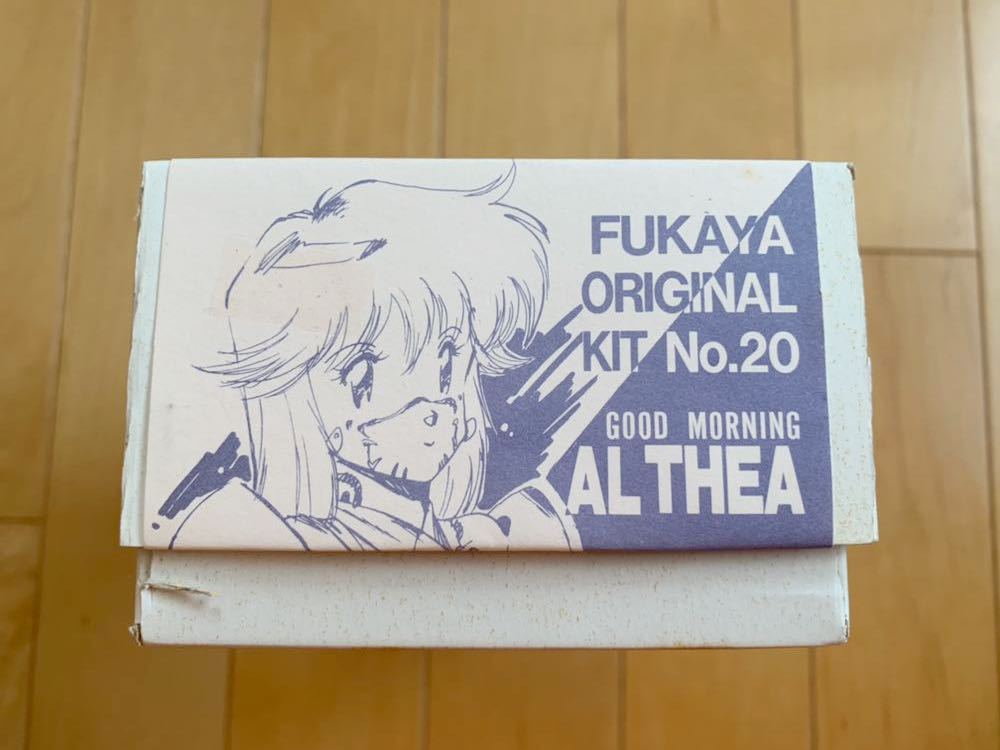 FUKAYA
ORIGINAL
KIT No.20
GOOD MORNING
ALTHEA